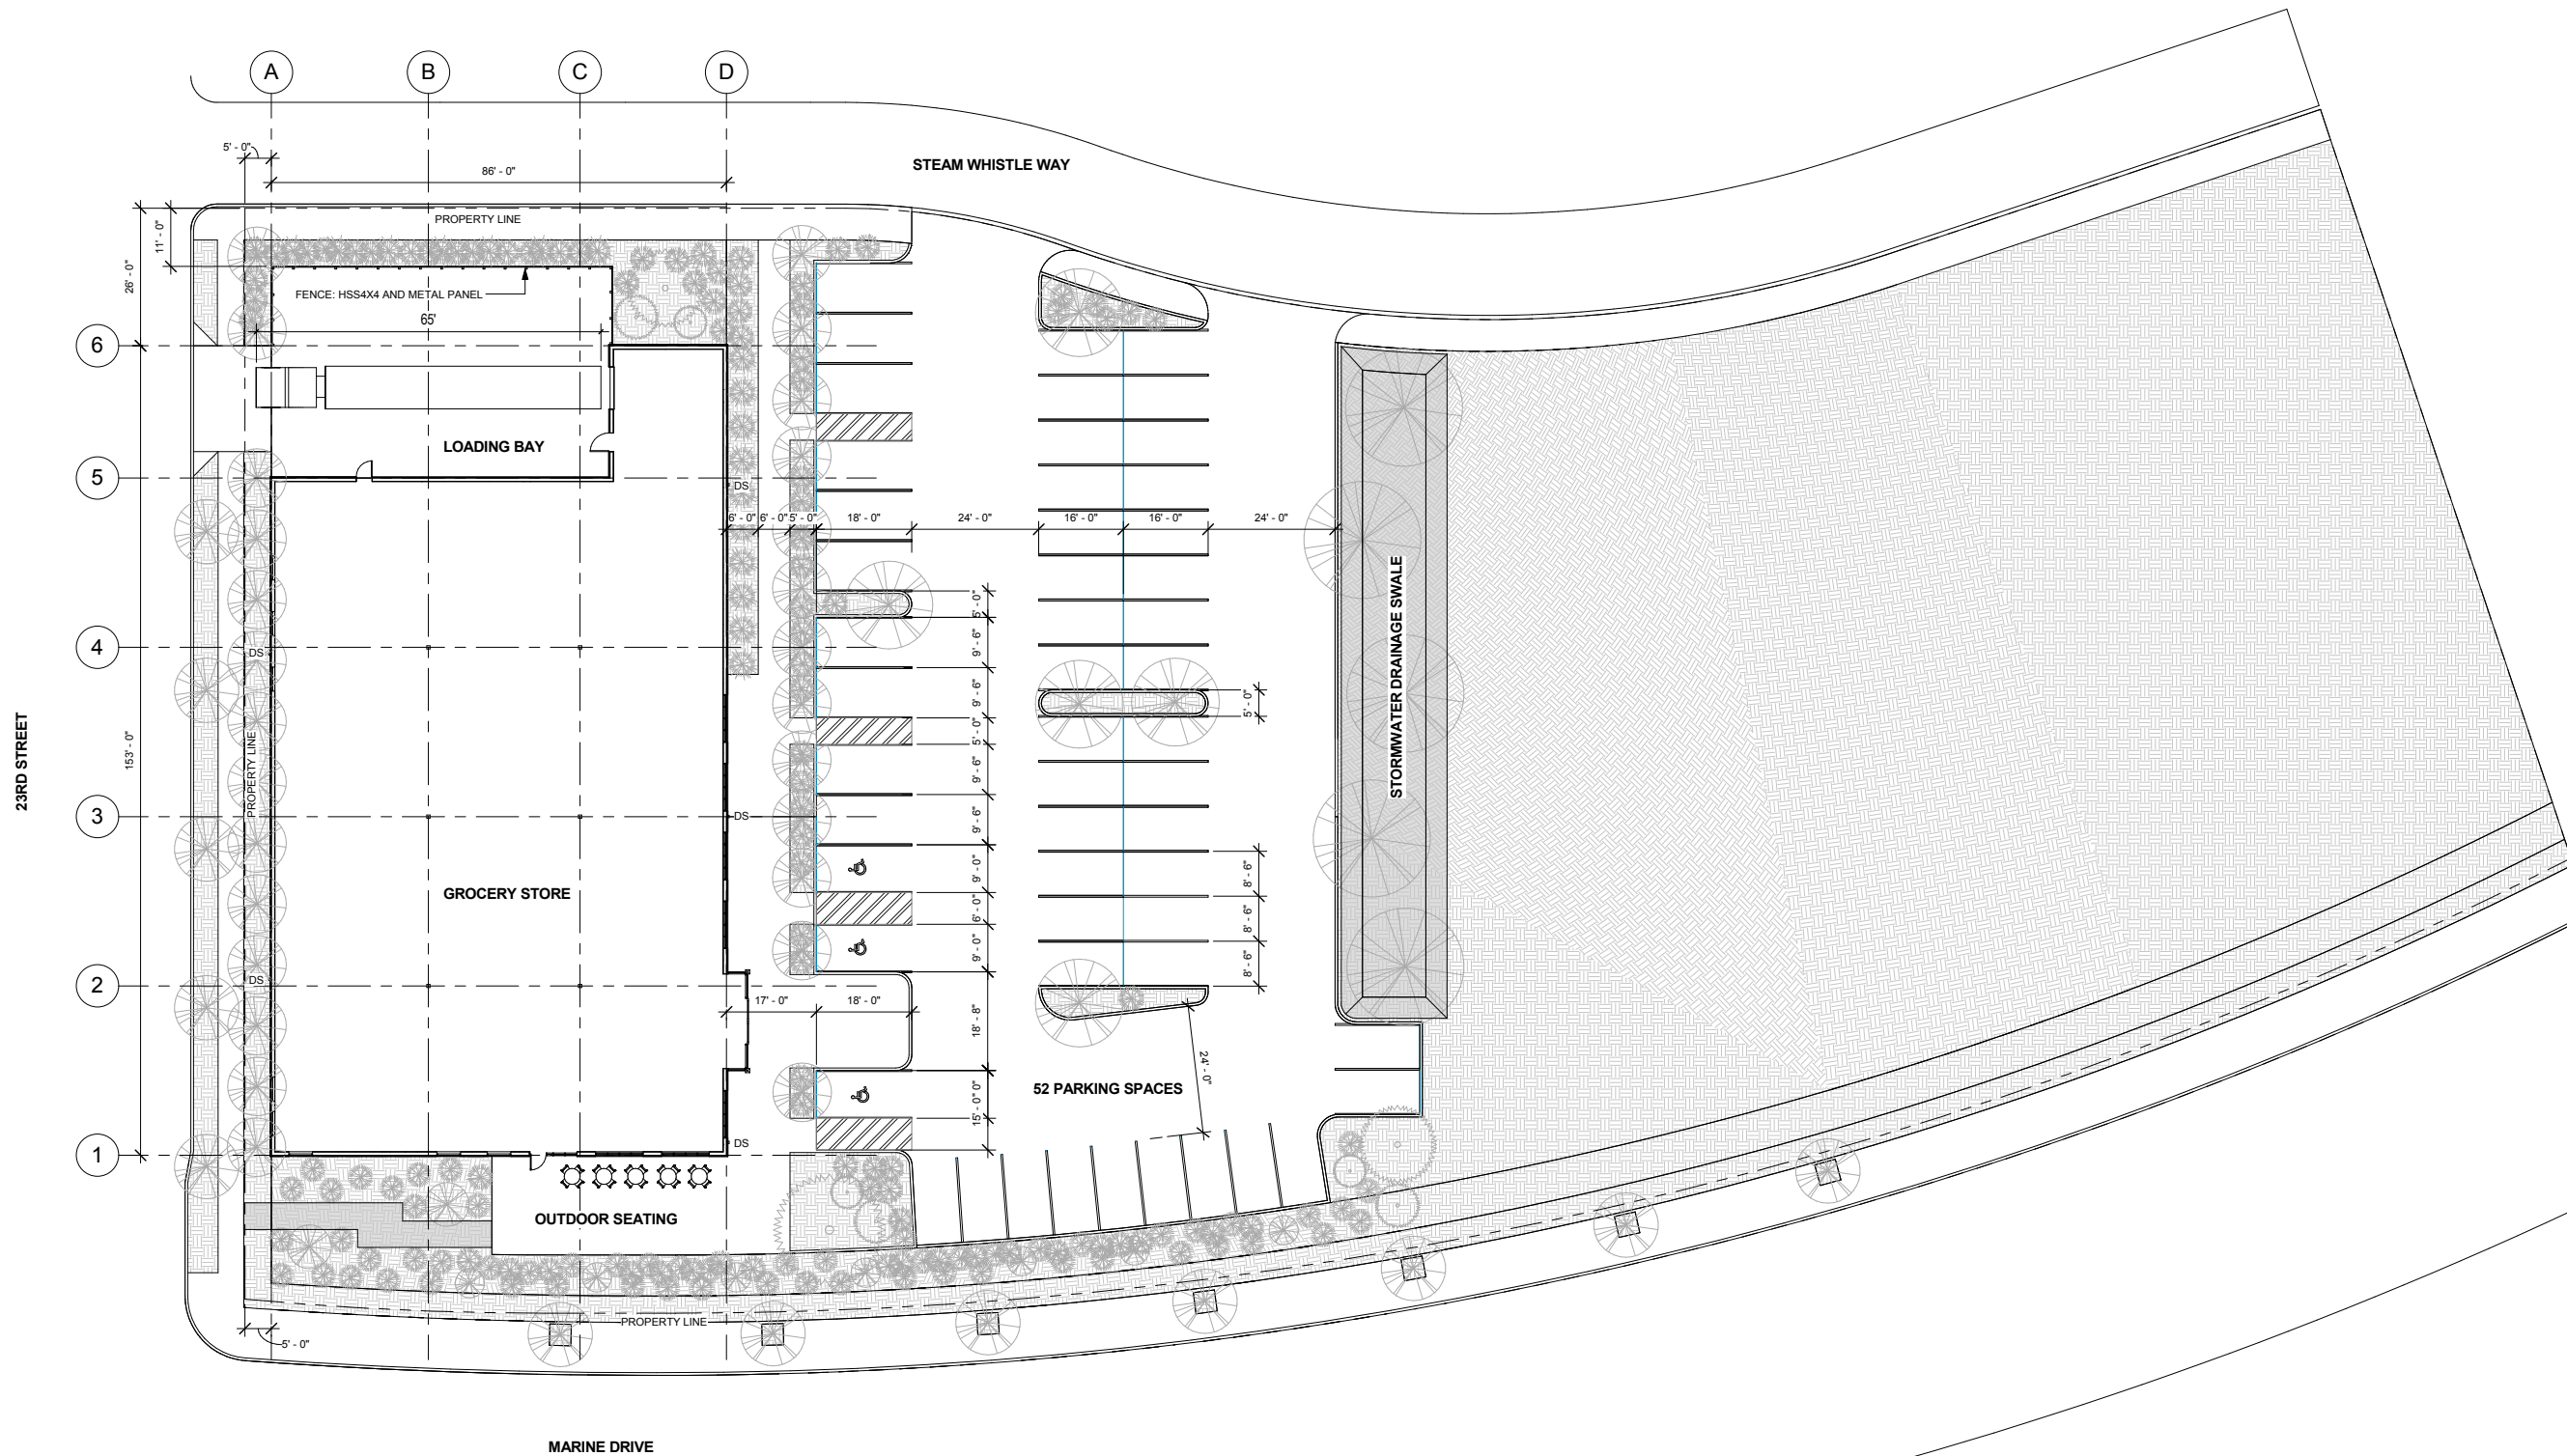 A
B
C
D
5' - 0"
86' - 0"
STEAM WHISTLE WAY
PROPERTY LINE
11' - 0"
26' - 0"
FENCE: HSS4X4 AND METAL PANEL
65'
6
LOADING BAY
5
DS
6' - 0"
6' - 0"
5' - 0"
18' - 0"
24' - 0"
16' - 0"
16' - 0"
24' - 0"
5' - 0"
9' - 6"
4
DS
9' - 6"
5' - 0"
5' - 0"
9' - 6"
STORMWATER DRAINAGE SWALE
23RD STREET
153' - 0"
PROPERTY LINE
3
DS
9' - 6"
9' - 0"
8' - 6"
GROCERY STORE
6' - 0"
8' - 6"
9' - 0"
8' - 6"
2
DS
17' - 0"
18' - 0"
18' - 8"
24' - 0"
52 PARKING SPACES
DS
1
OUTDOOR SEATING
PROPERTY LINE
5' - 0"
MARINE DRIVE